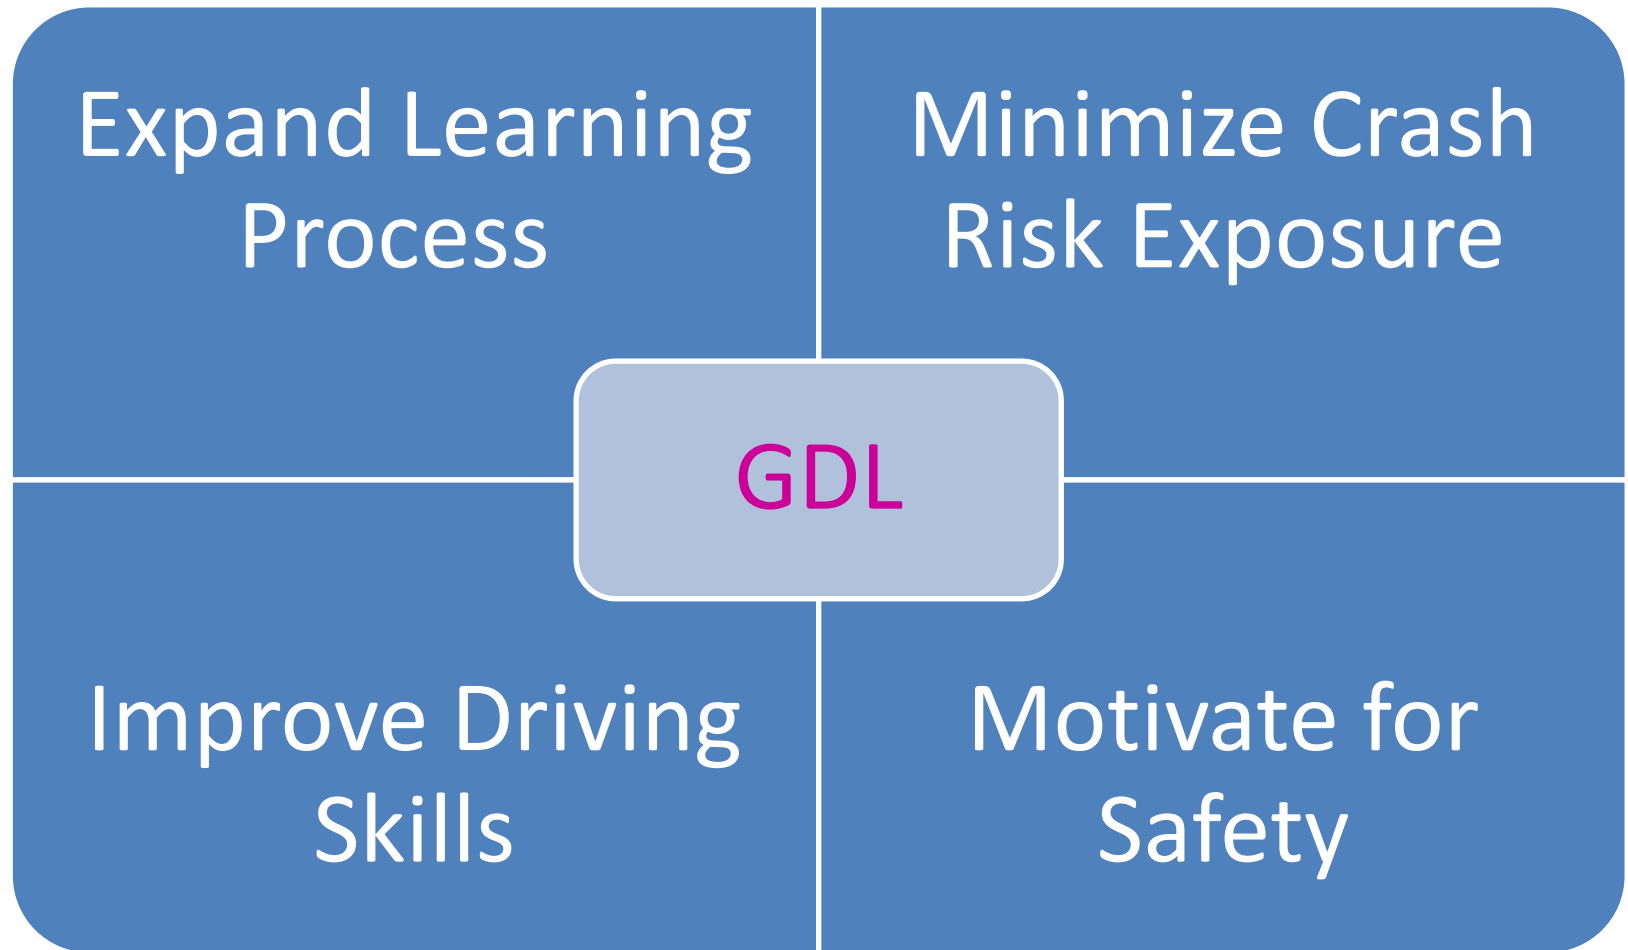 Expand Learning
Process
Minimize Crash
Risk Exposure
GDL
Improve Driving
Skills
Motivate for
Safety